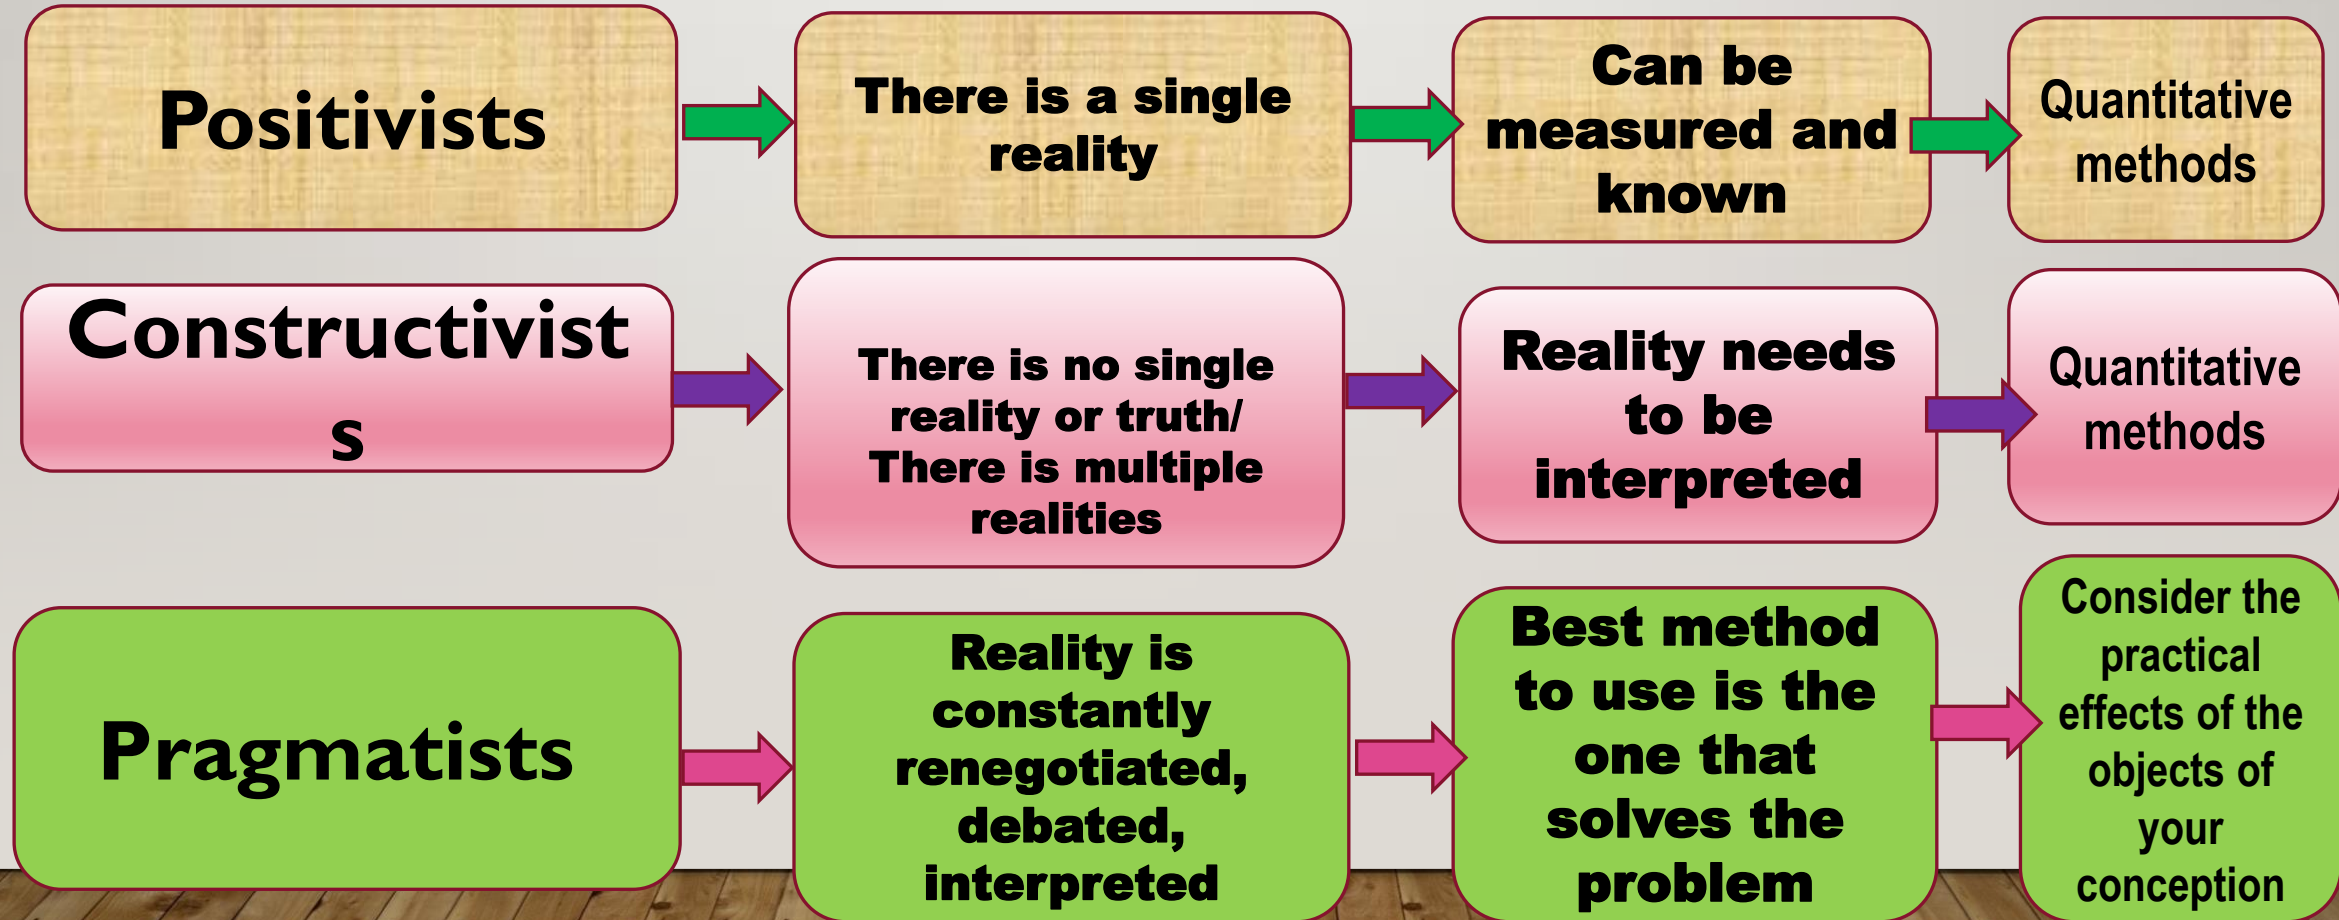 Positivists
There is a single
reality
Can be
measured and
known
Quantitative
methods
Constructivist
s
There is no single
reality or truth/
There is multiple
realities
Reality needs
to be
interpreted
Quantitative
methods
Pragmatists
Reality is
constantly
renegotiated,
debated,
interpreted
Best method
to use is the
one that
solves the
problem
Consider the
practical
effects of the
objects of
your
conception